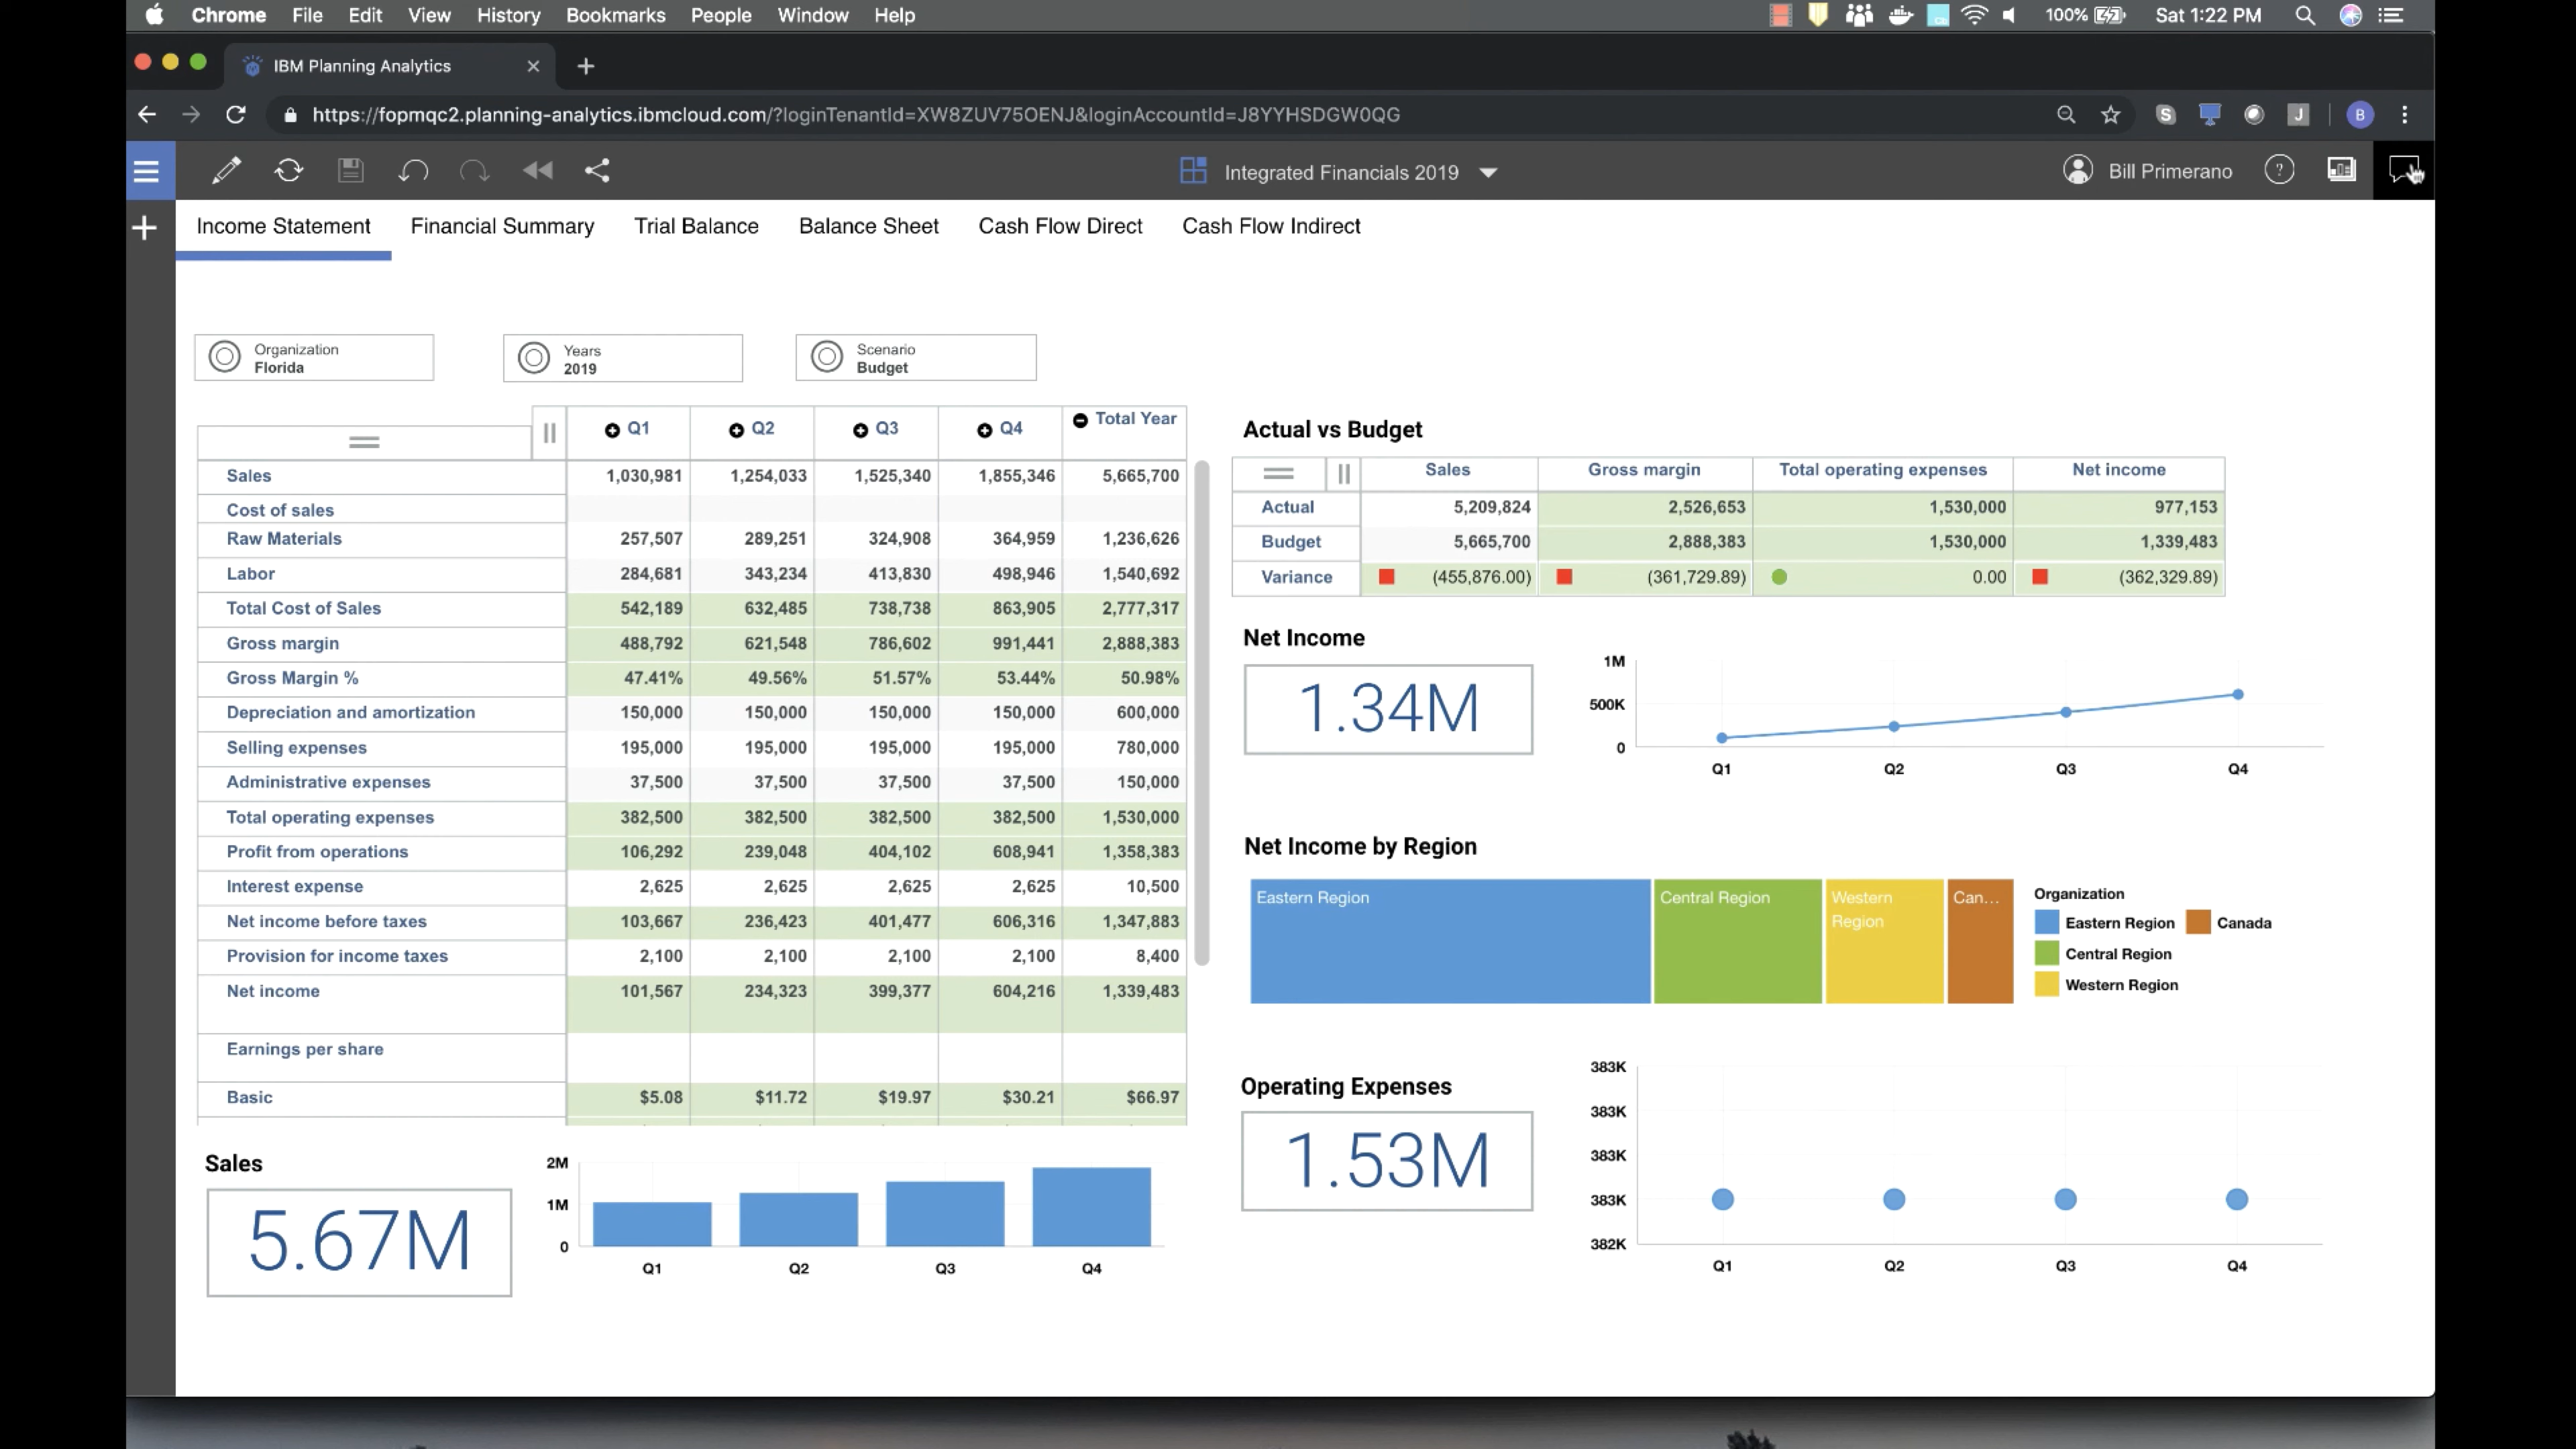 Chrome File Edit View History Bookmarks People Window Help 100% Sat 1:22 PM
IBM Planning Analytics
https://fopmqc2.planning-analytics.ibmcloud.com/?loginTenantId=XW8ZUV75OENJ&loginAccountId=J8YYHSDGW0QG S J B
Integrated Financials 2019 Bill Primerano ?
Income Statement Financial Summary Trial Balance Balance Sheet Cash Flow Direct Cash Flow Indirect
Organization
Florida
Years
2019
Scenario
Budget
Q1 Q2 Q3 Q4 Total Year
Sales 1,030,981 1,254,033 1,525,340 1,855,346 5,665,700
Cost of sales
Raw Materials 257,507 289,251 324,908 364,959 1,236,626
Labor 284,681 343,234 413,830 498,946 1,540,692
Total Cost of Sales 542,189 632,485 738,738 863,905 2,777,317
Gross margin 488,792 621,548 786,602 991,441 2,888,383
Gross Margin % 47.41% 49.56% 51.57% 53.44% 50.98%
Depreciation and amortization 150,000 150,000 150,000 150,000 600,000
Selling expenses 195,000 195,000 195,000 195,000 780,000
Administrative expenses 37,500 37,500 37,500 37,500 150,000
Total operating expenses 382,500 382,500 382,500 382,500 1,530,000
Profit from operations 106,292 239,048 404,102 608,941 1,358,383
Interest expense 2,625 2,625 2,625 2,625 10,500
Net income before taxes 103,667 236,423 401,477 606,316 1,347,883
Provision for income taxes 2,100 2,100 2,100 2,100 8,400
Net income 101,567 234,323 399,377 604,216 1,339,483
Earnings per share
Basic $5.08 $11.72 $19.97 $30.21 $66.97
Sales
5.67M
2M
1M
0
Q1 Q2 Q3 Q4
Actual vs Budget
Sales Gross margin Total operating expenses Net income
Actual 5,209,824 2,526,653 1,530,000 977,153
Budget 5,665,700 2,888,383 1,530,000 1,339,483
Variance (455,876.00) (361,729.89) 0.00 (362,329.89)
Net Income
1.34M
1M
500K
0
Q1 Q2 Q3 Q4
Net Income by Region
Eastern Region
Central Region
Western
Region
Can...
Organization
Eastern Region Canada
Central Region
Western Region
Operating Expenses
1.53M
383K
383K
383K
383K
382K
Q1 Q2 Q3 Q4